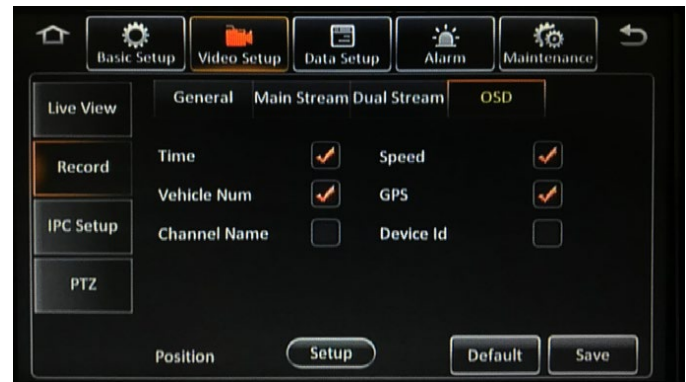 Basic Setup Video Setup Data Setup Alarm Maintenance
General Main Stream Dual Stream OSD
Live View
Record
IPC Setup
PTZ
Time Speed
Vehicle Num GPS
Channel Name Device Id
Position Setup Default Save